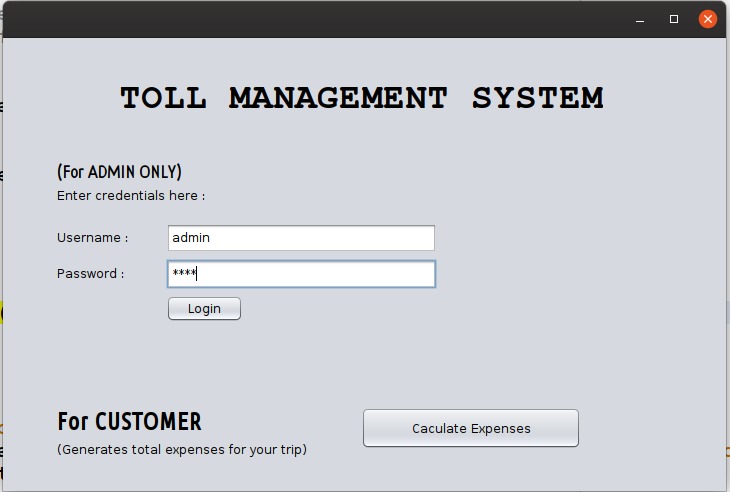 TOLL MANAGEMENT SYSTEM
(For ADMIN ONLY)
Enter credentials here :
Username : admin
Password : ****
Login
For CUSTOMER
Caculate Expenses
(Generates total expenses for your trip)